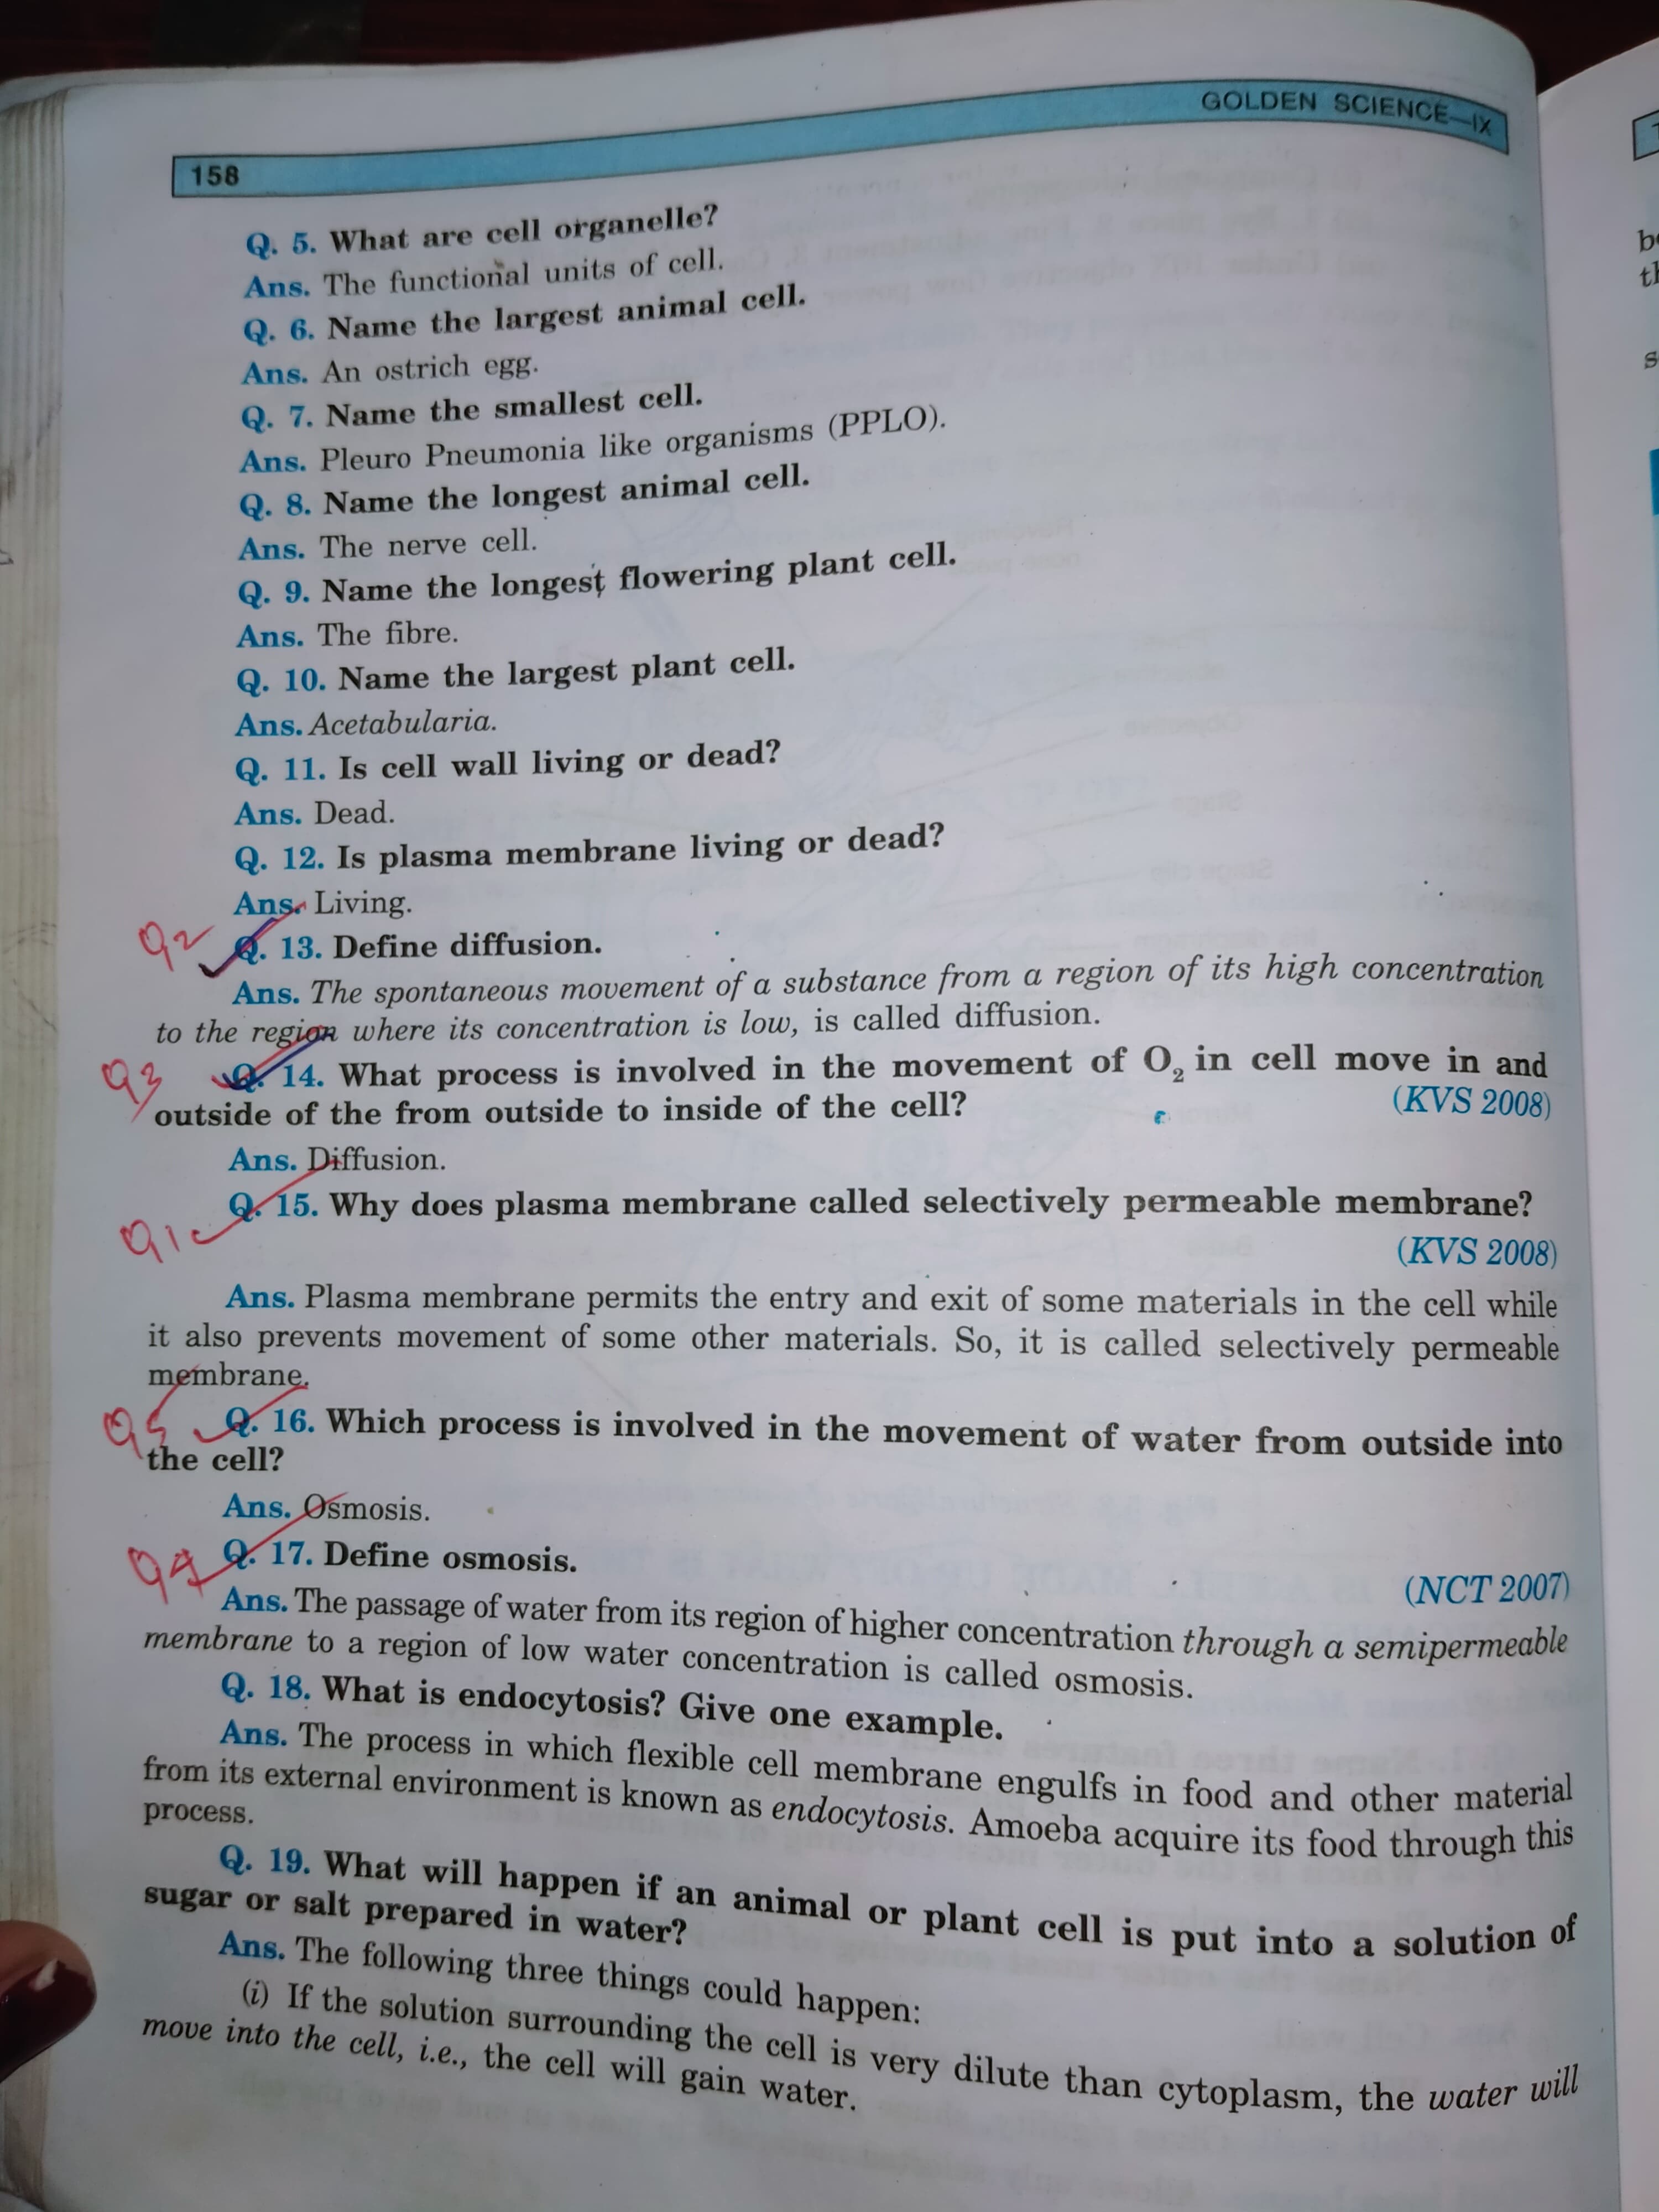 GOLDEN SCIENCE—IX
158
Q. 5. What are cell organelle?
Ans. The functional units of cell.
Q. 6. Name the largest animal cell.
Ans. An ostrich egg.
Q. 7. Name the smallest cell.
Ans. Pleuro Pneumonia like organisms (PPLO).
Q. 8. Name the longest animal cell.
Ans. The nerve cell.
Q. 9. Name the longest flowering plant cell.
Ans. The fibre.
Q. 10. Name the largest plant cell.
Ans. Acetabularia.
Q. 11. Is cell wall living or dead?
Ans. Dead.
Q. 12. Is plasma membrane living or dead?
Ans. Living.
Q2 Q. 13. Define diffusion.
Ans. The spontaneous movement of a substance from a region of its high concentration
to the region where its concentration is low, is called diffusion.
Q3 Q. 14. What process is involved in the movement of O₂ in cell move in and
outside of the from outside to inside of the cell? (KVS 2008)
Ans. Diffusion.
Q1 Q. 15. Why does plasma membrane called selectively permeable membrane?
(KVS 2008)
Ans. Plasma membrane permits the entry and exit of some materials in the cell while
it also prevents movement of some other materials. So, it is called selectively permeable
membrane.
Q5 Q. 16. Which process is involved in the movement of water from outside into
the cell?
Ans. Osmosis.
Q4 Q. 17. Define osmosis. (NCT 2007)
Ans. The passage of water from its region of higher concentration through a semipermeable
membrane to a region of low water concentration is called osmosis.
Q. 18. What is endocytosis? Give one example.
Ans. The process in which flexible cell membrane engulfs in food and other material
from its external environment is known as endocytosis. Amoeba acquire its food through this
process.
Q. 19. What will happen if an animal or plant cell is put into a solution of
sugar or salt prepared in water?
Ans. The following three things could happen:
(i) If the solution surrounding the cell is very dilute than cytoplasm, the water will
move into the cell, i.e., the cell will gain water.